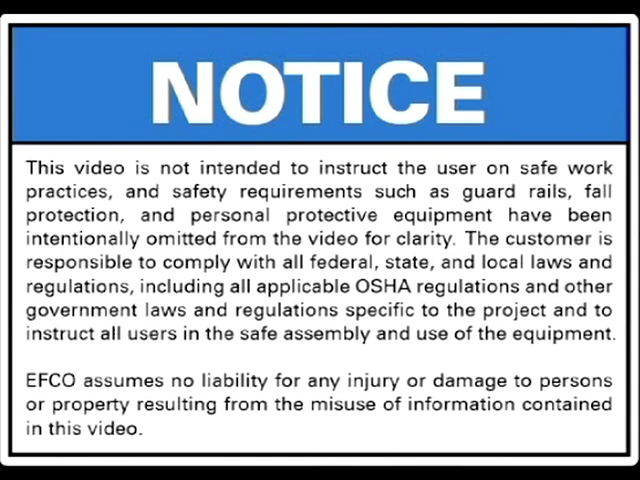 NOTICE
This video is not intended to instruct the user on safe work
practices, and safety requirements such as guard rails, fall
protection, and personal protective equipment have been
intentionally omitted from the video for clarity. The customer is
responsible to comply with all federal, state, and local laws and
regulations, including all applicable OSHA regulations and other
government laws and regulations specific to the project and to
instruct all users in the safe assembly and use of the equipment.
EFCO assumes no liability for any injury or damage to persons
or property resulting from the misuse of information contained
in this video.